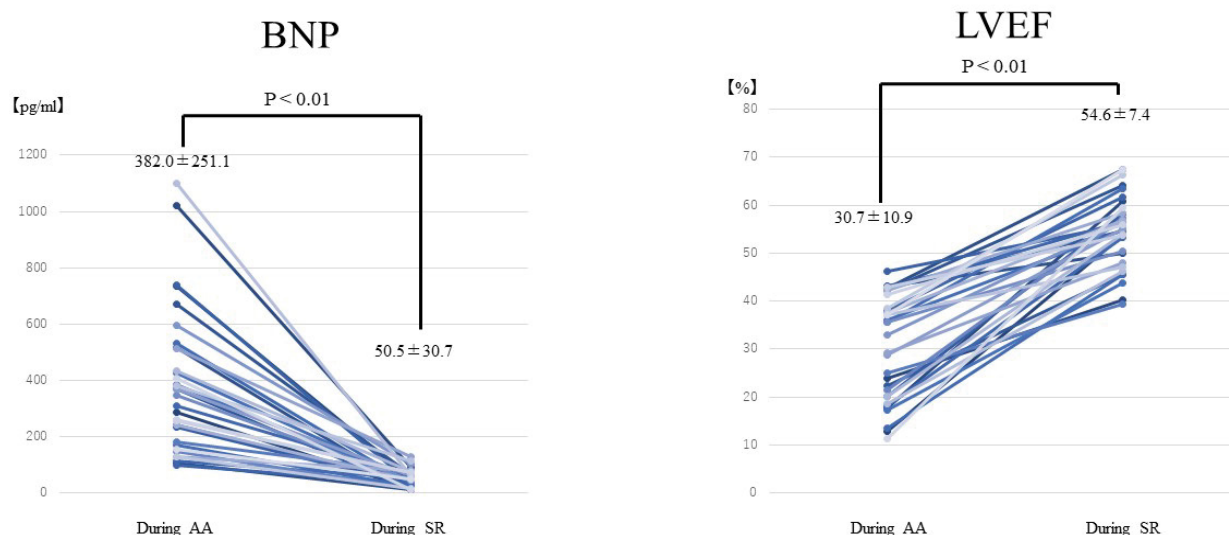 BNP
【pg/ml】
P < 0.01
382.0±251.1
50.5±30.7
1200
1000
800
600
400
200
0
During AA
During SR
LVEF
【%】
P < 0.01
30.7±10.9
54.6±7.4
80
70
60
50
40
30
20
10
0
During AA
During SR